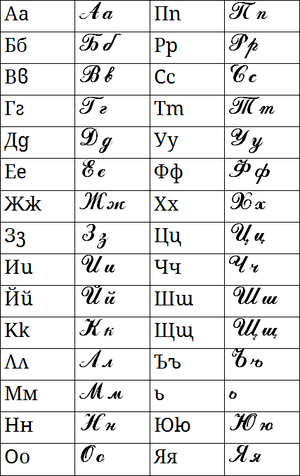 Аа Аа Пп Пп
Бб Бб Рр Рр
Вв Вв Сс Сс
Гг Гг Тт Тт
Дд Дд Уу Уу
Ее Ее Фф Фф
Жж Жж Хх Хх
Зз Зз Цц Цц
Ии Ии Чч Чч
Йй Йй Шш Шш
Кк Кк Щщ Щщ
Лл Лл Ъъ Ъъ
Мм Мм ь ь
Нн Нн Юю Юю
Оо Оо Яя Яя